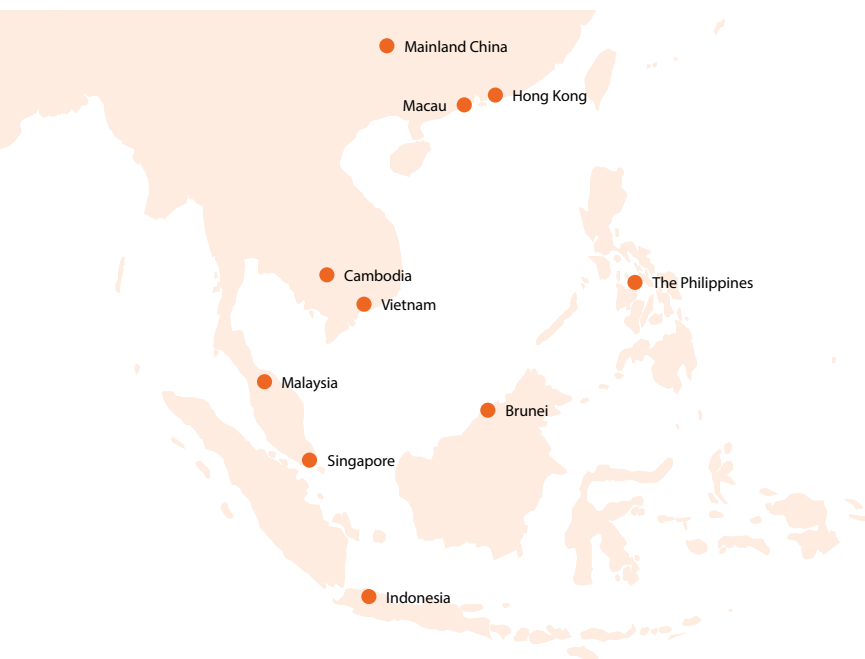 Mainland China
Hong Kong
Macau
Cambodia
The Philippines
Vietnam
Malaysia
Brunei
Singapore
Indonesia